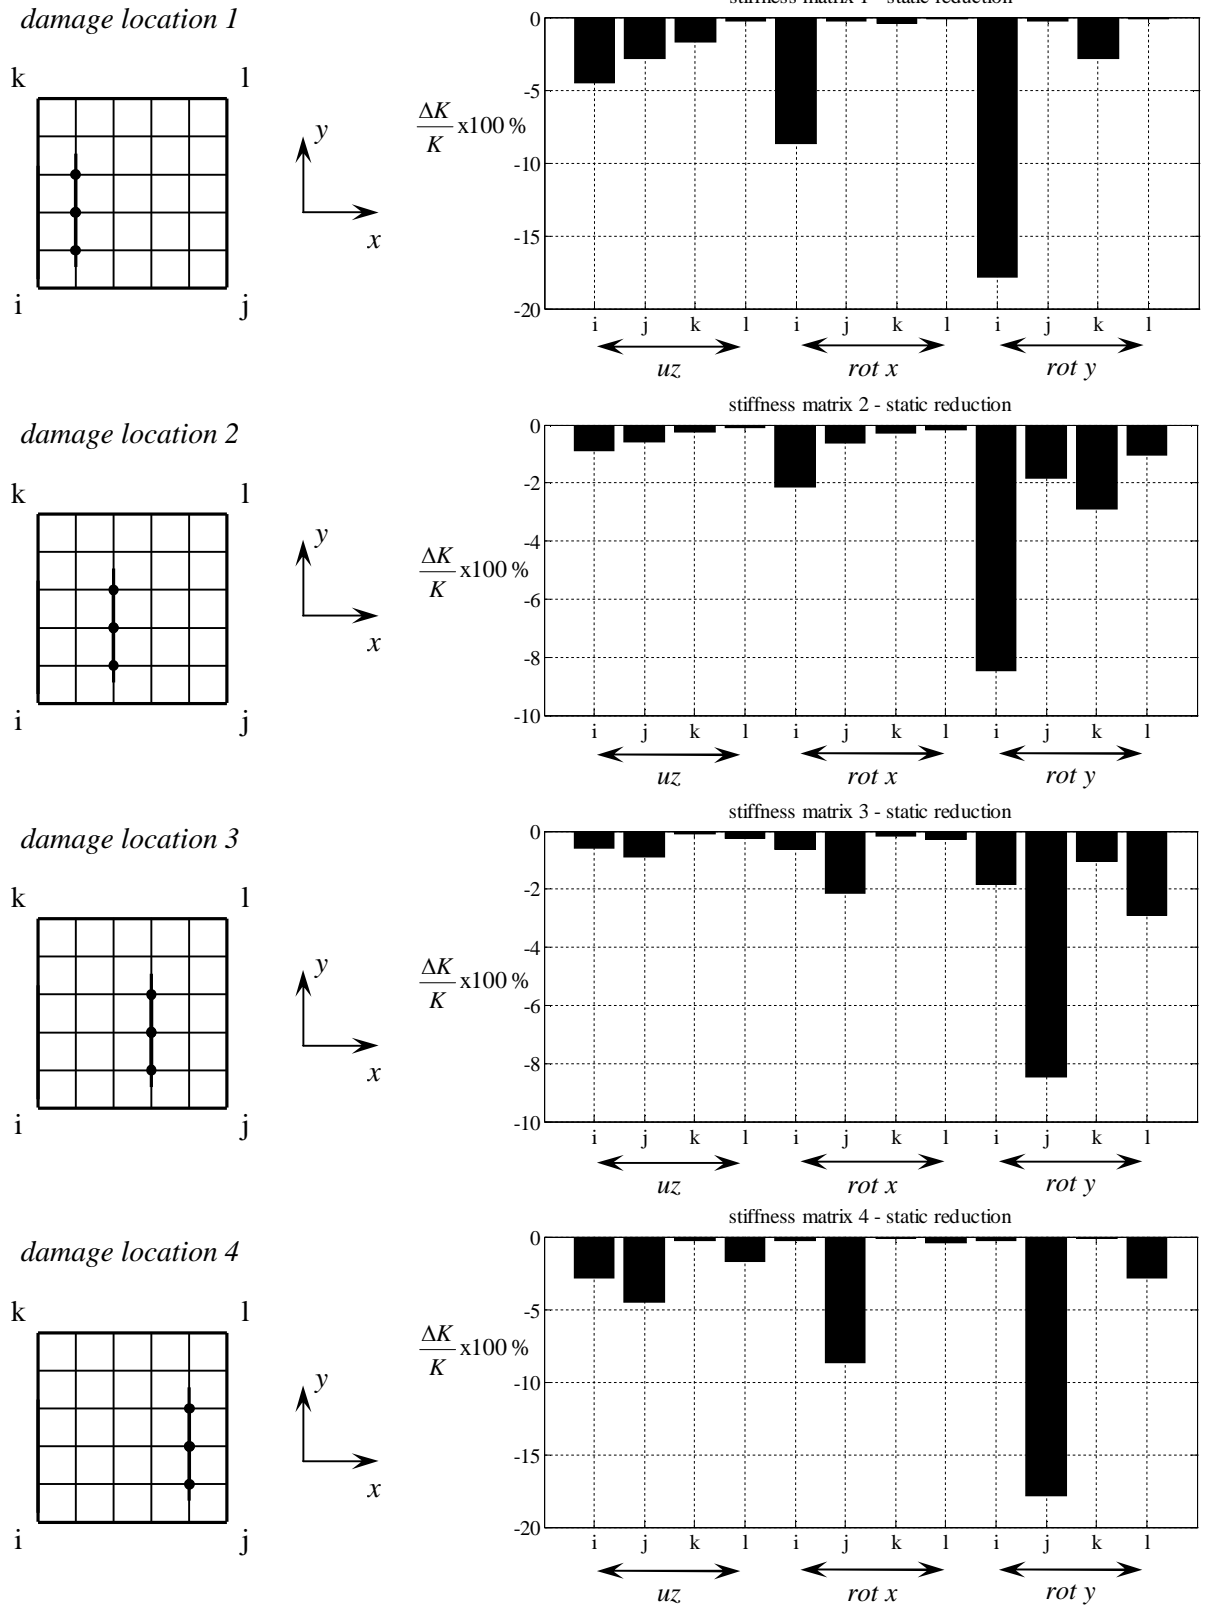 damage location 1
k l
i j
y
x
ΔK/K x100 %
stiffness matrix 1 - static reduction
0
-5
-10
-15
-20
i j k l i j k l i j k l
uz rot x rot y
damage location 2
k l
i j
y
x
ΔK/K x100 %
stiffness matrix 2 - static reduction
0
-2
-4
-6
-8
-10
i j k l i j k l i j k l
uz rot x rot y
damage location 3
k l
i j
y
x
ΔK/K x100 %
stiffness matrix 3 - static reduction
0
-2
-4
-6
-8
-10
i j k l i j k l i j k l
uz rot x rot y
damage location 4
k l
i j
y
x
ΔK/K x100 %
stiffness matrix 4 - static reduction
0
-5
-10
-15
-20
i j k l i j k l i j k l
uz rot x rot y